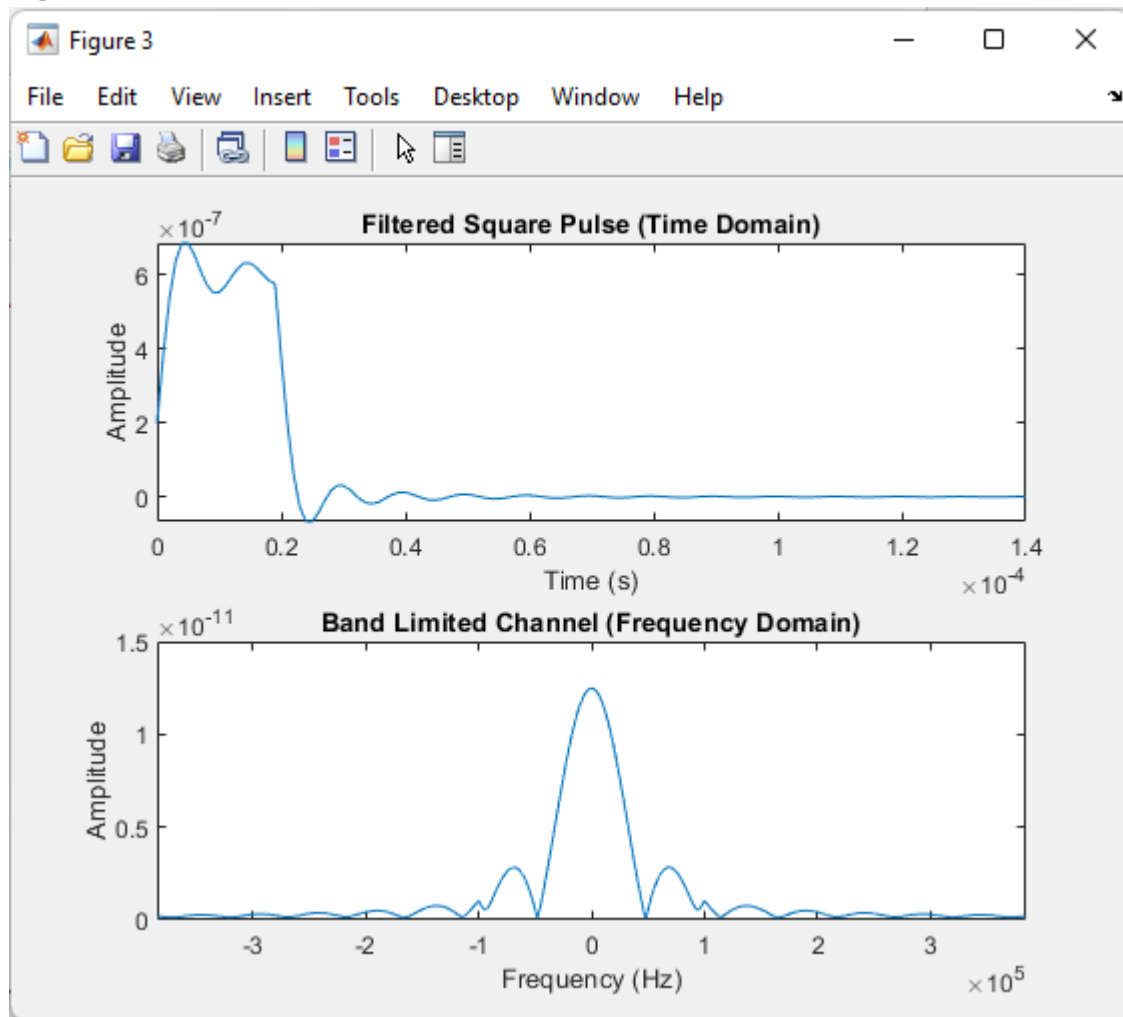 Figure 3
File Edit View Insert Tools Desktop Window Help
×10^-7
Filtered Square Pulse (Time Domain)
6
4
2
0
Amplitude
0 0.2 0.4 0.6 0.8 1 1.2 1.4
Time (s)
×10^-4
×10^-11
Band Limited Channel (Frequency Domain)
1.5
1
0.5
0
Amplitude
-3 -2 -1 0 1 2 3
Frequency (Hz)
×10^5